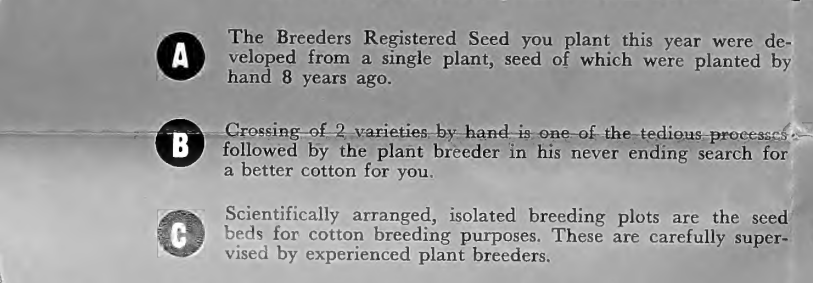 A The Breeders Registered Seed you plant this year were de-
veloped from a single plant, seed of which were planted by
hand 8 years ago.
B Crossing of 2 varieties by hand is one of the tedious processes
followed by the plant breeder in his never ending search for
a better cotton for you.
C Scientifically arranged, isolated breeding plots are the seed
beds for cotton breeding purposes. These are carefully super-
vised by experienced plant breeders.